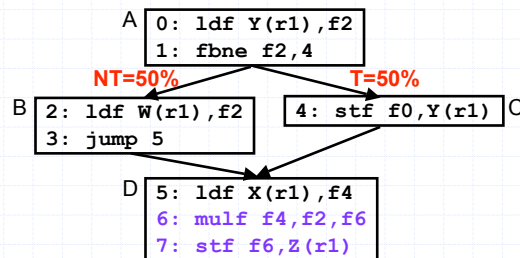 A
0: ldf Y(r1),f2
1: fbne f2,4
NT=50%
T=50%
B
2: ldf W(r1),f2
3: jump 5
4: stf f0,Y(r1)
C
D
5: ldf X(r1),f4
6: mulf f4,f2,f6
7: stf f6,Z(r1)